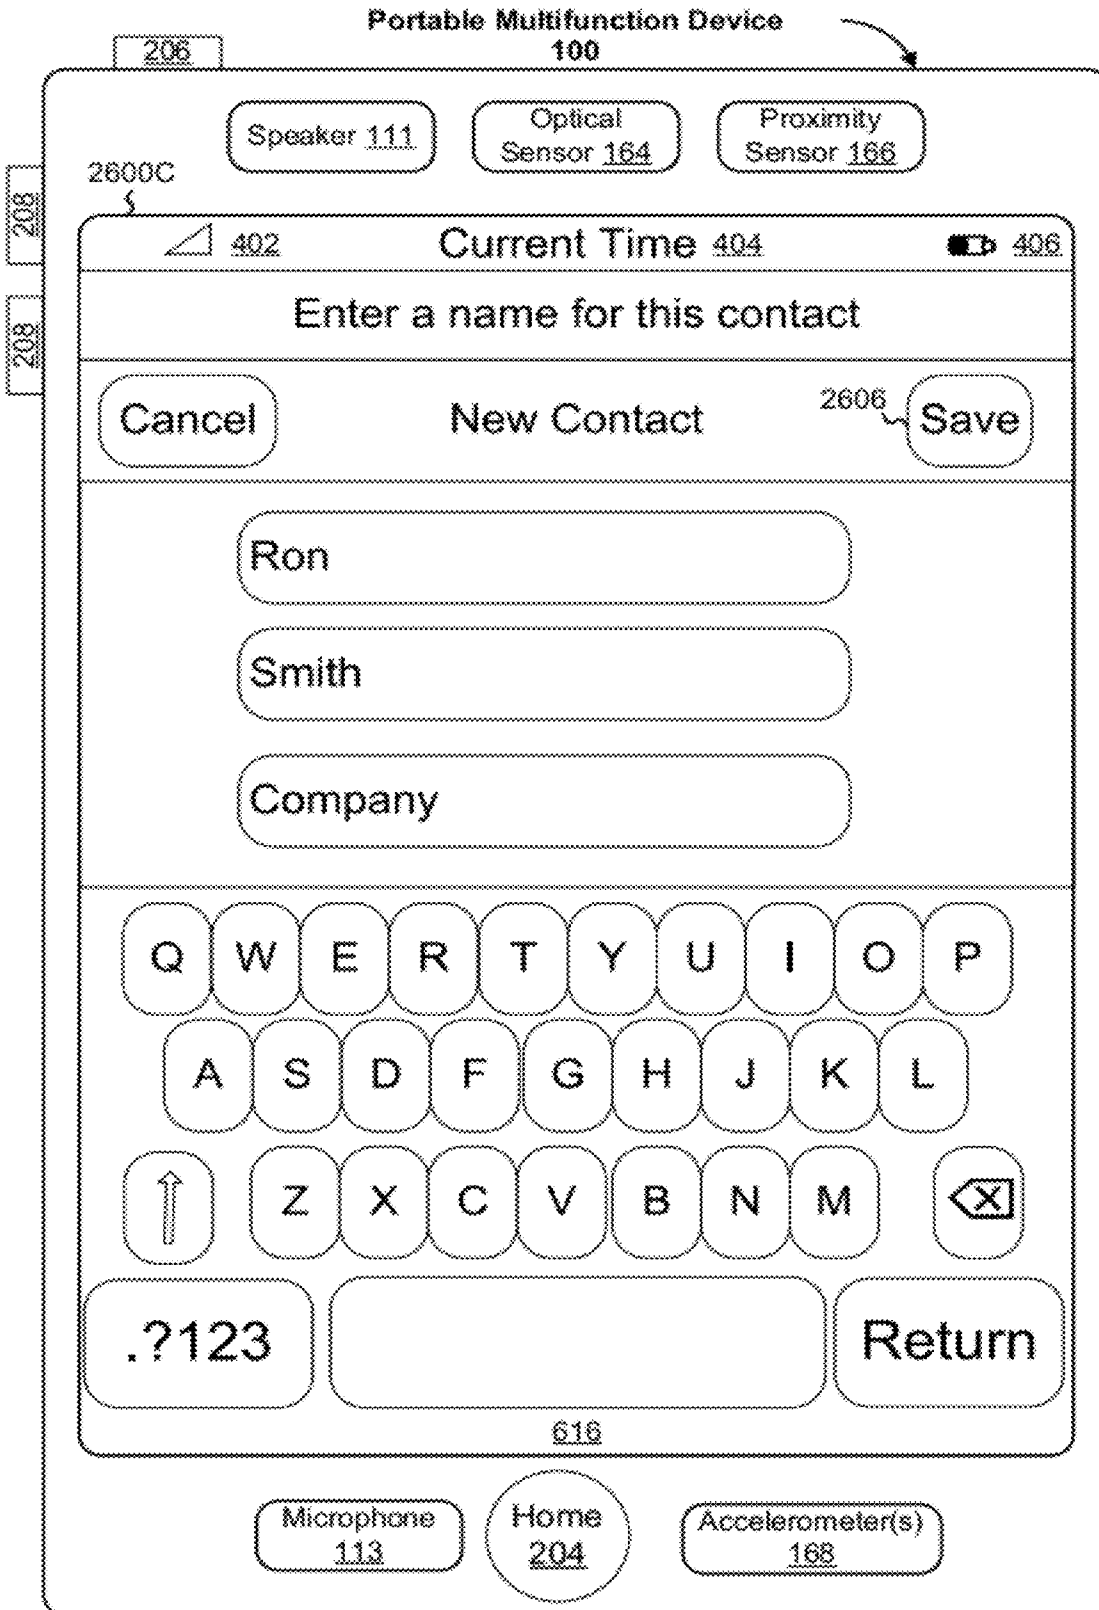 Portable Multifunction Device
100
206
Speaker 111
Optical
Sensor 164
Proximity
Sensor 166
2600C
208
208
402 Current Time 404 406
Enter a name for this contact
Cancel New Contact 2606 Save
Ron
Smith
Company
Q W E R T Y U I O P
A S D F G H J K L
Z X C V B N M
.?123 Return
616
Microphone
113
Home
204
Accelerometer(s)
168